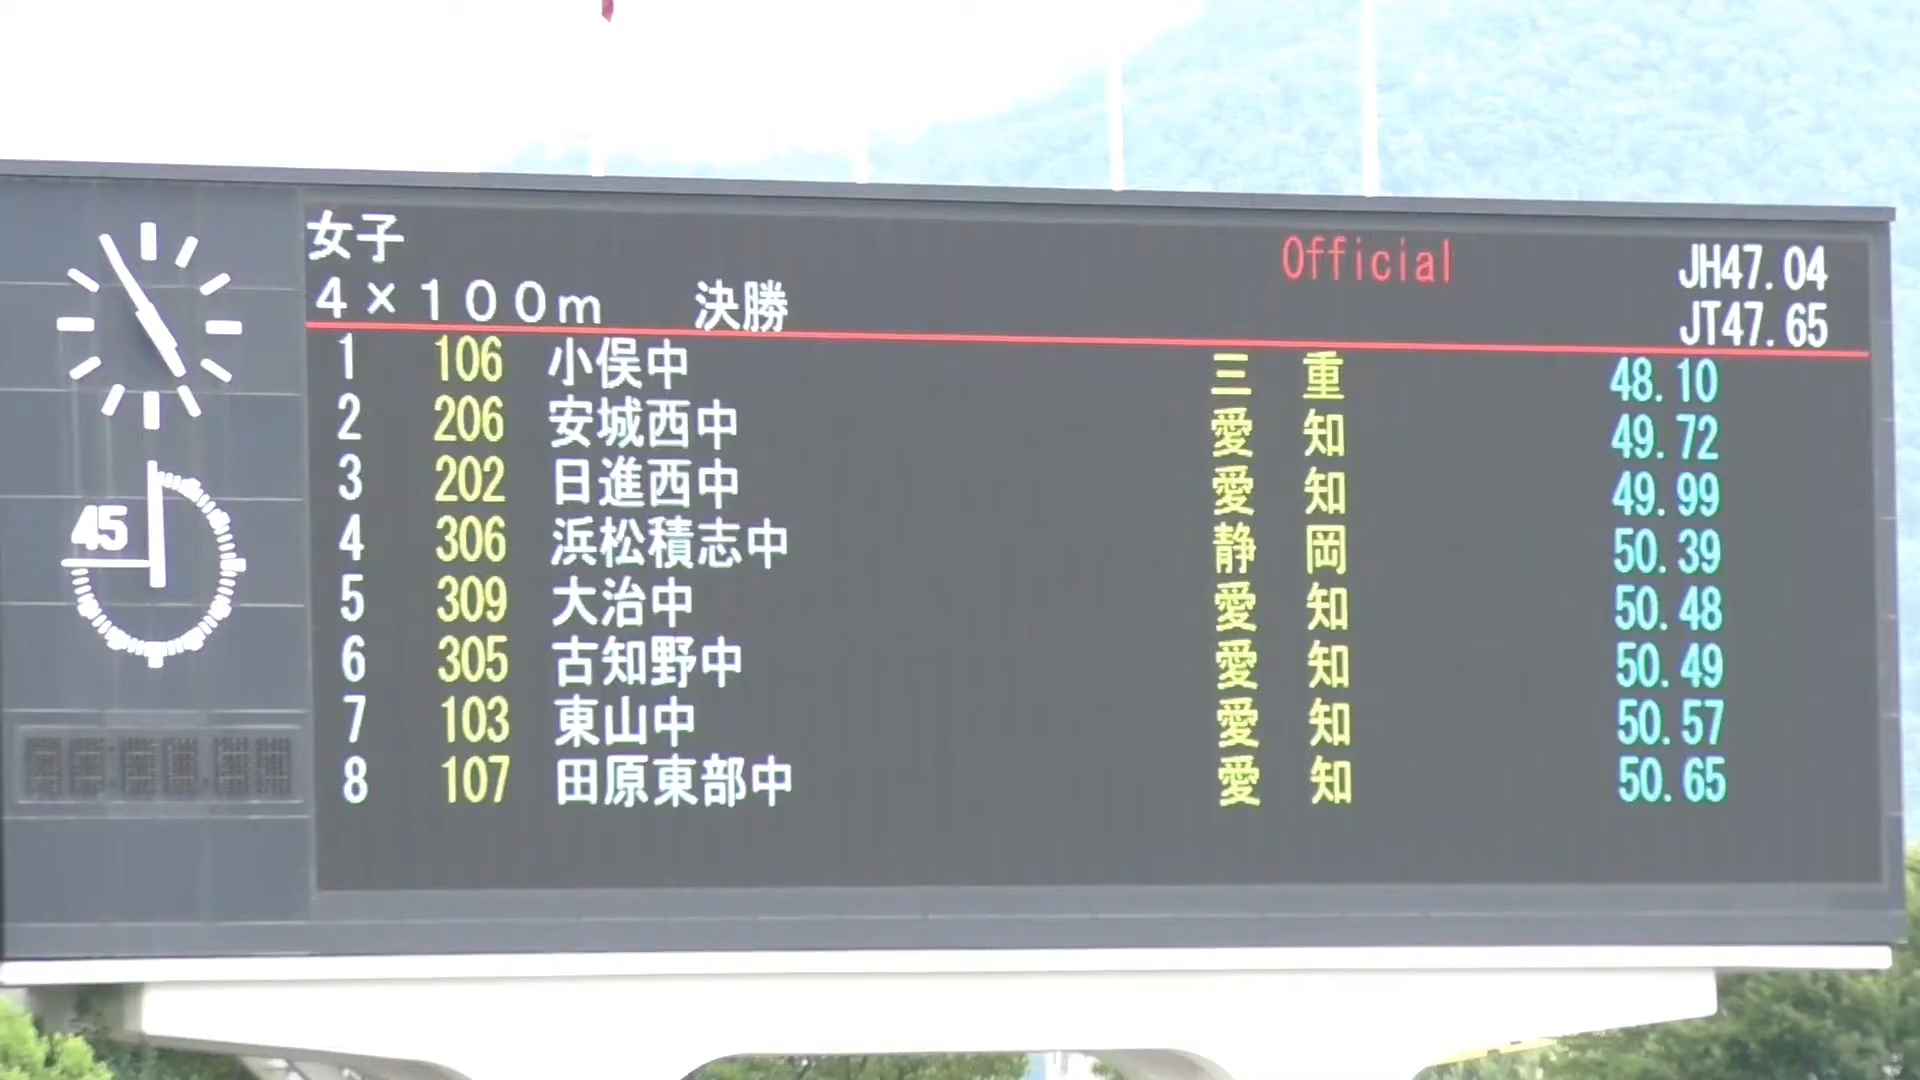 女子 Official JH47.04
4×100m 決勝 JT47.65
1 106 小俣中 三重 48.10
2 206 安城西中 愛知 49.72
3 202 日進西中 愛知 49.99
4 306 浜松積志中 静岡 50.39
5 309 大治中 愛知 50.48
6 305 古知野中 愛知 50.49
7 103 東山中 愛知 50.57
8 107 田原東部中 愛知 50.65
45